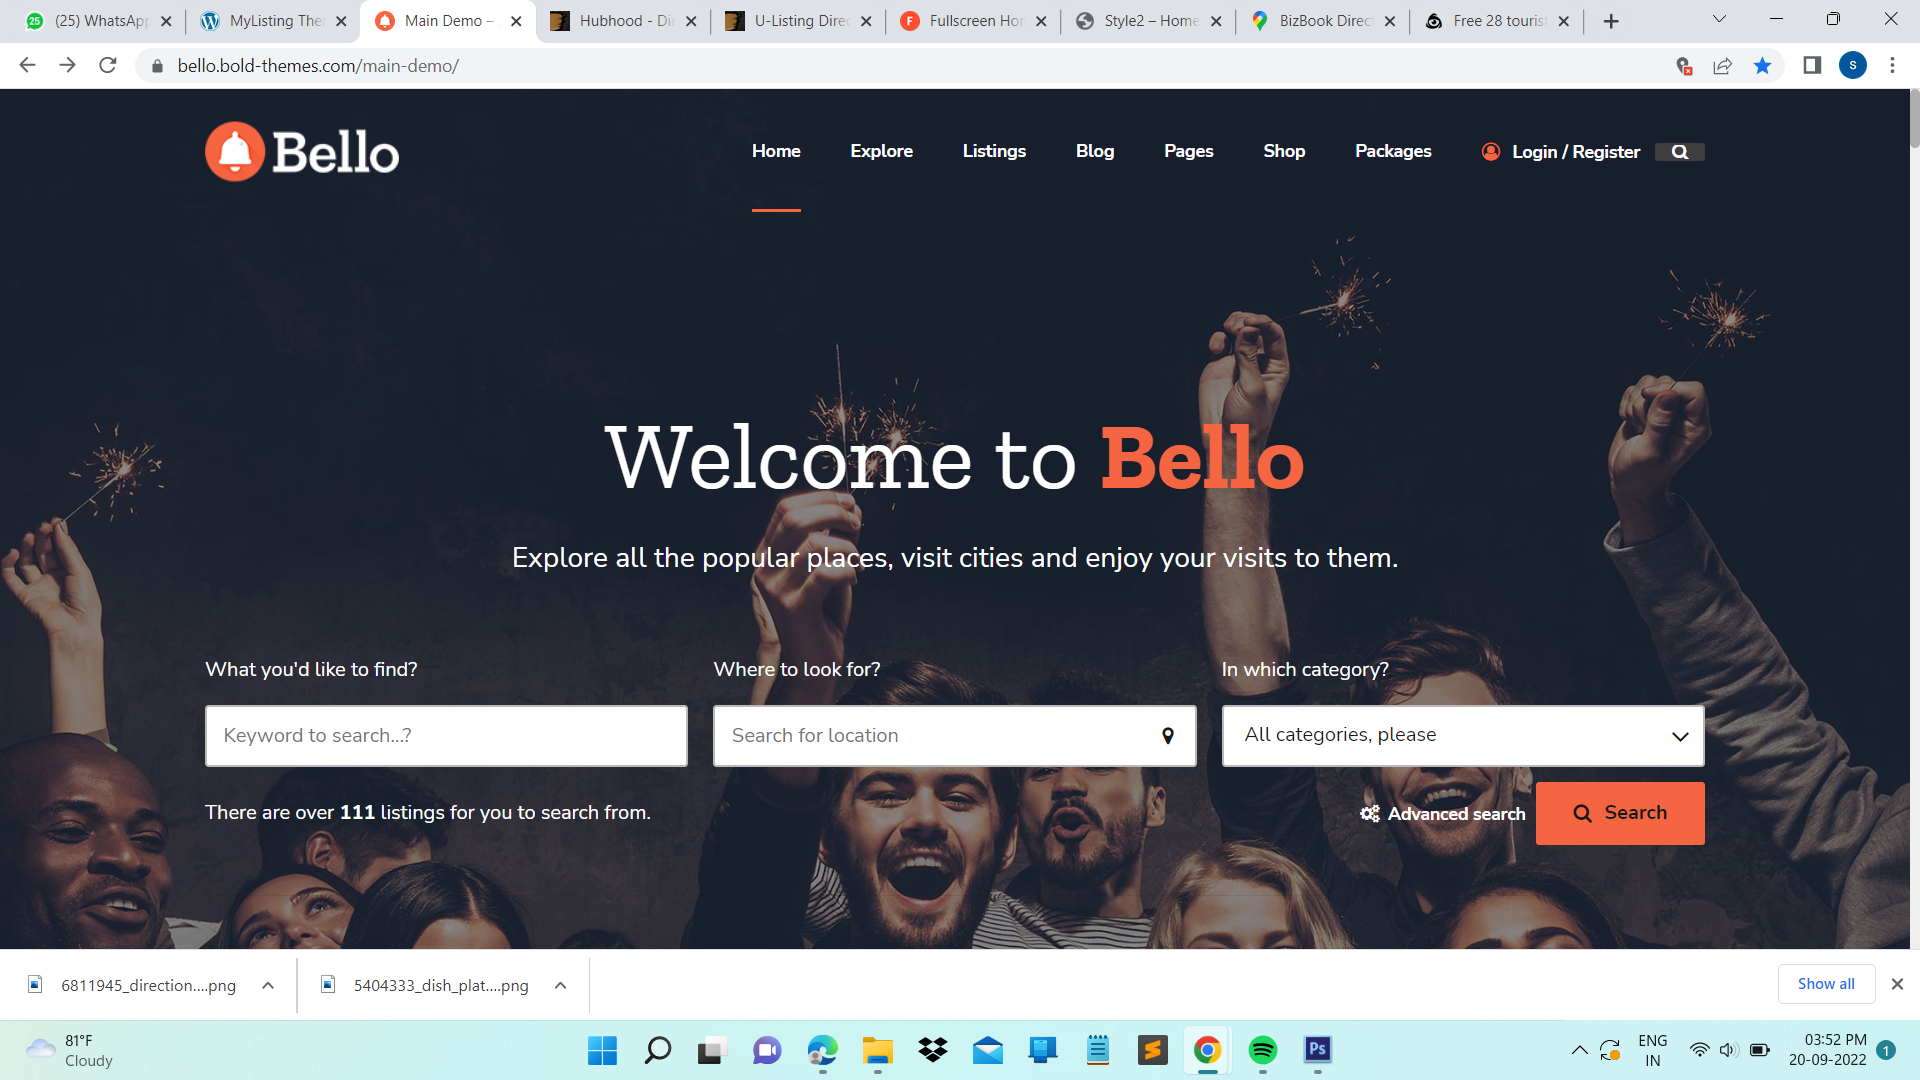 25
(25) WhatsApp
MyListing The
Main Demo –
Hubhood - Di
U-Listing Direc
Fullscreen Ho
Style2 – Home
BizBook Direc
Free 28 tourist
bello.bold-themes.com/main-demo/
s
Bello
Home
Explore
Listings
Blog
Pages
Shop
Packages
Login / Register
Welcome to Bello
Explore all the popular places, visit cities and enjoy your visits to them.
What you'd like to find?
Where to look for?
In which category?
Keyword to search...?
Search for location
All categories, please
There are over 111 listings for you to search from.
Advanced search
Search
6811945_direction....png
5404333_dish_plat....png
Show all
81°F
Cloudy
Ps
ENG
IN
03:52 PM
20-09-2022
1